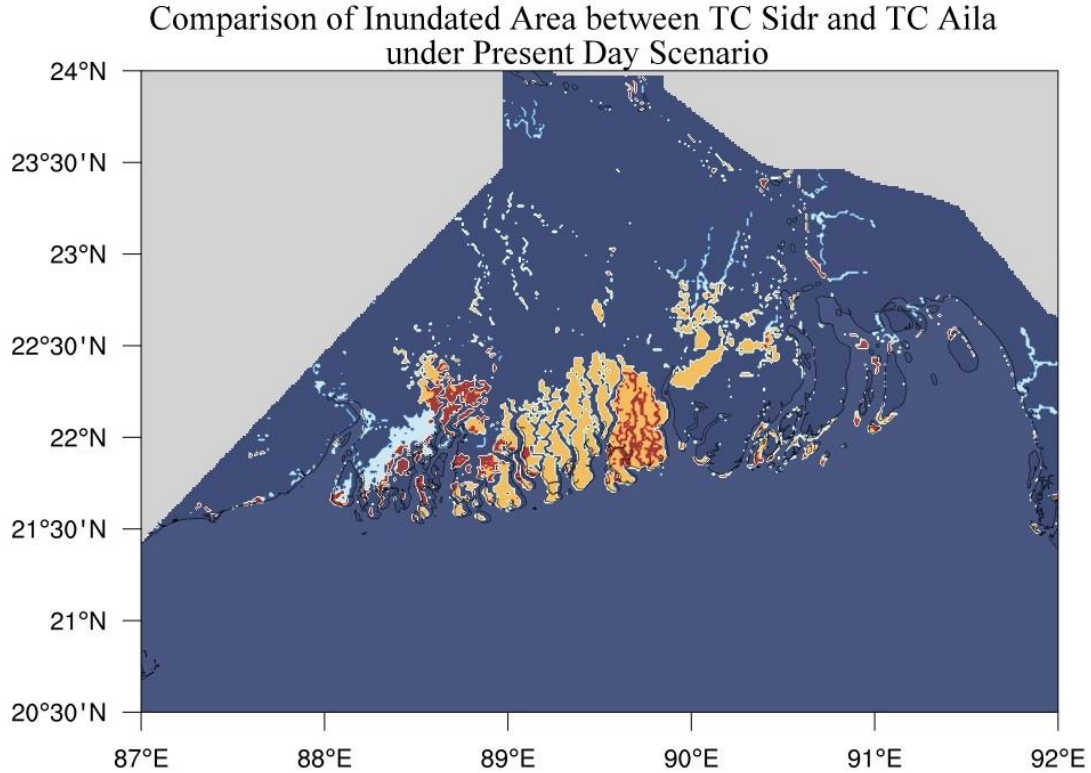 Comparison of Inundated Area between TC Sidr and TC Aila
under Present Day Scenario
24°N
23°30'N
23°N
22°30'N
22°N
21°30'N
21°N
20°30'N
87°E 88°E 89°E 90°E 91°E 92°E